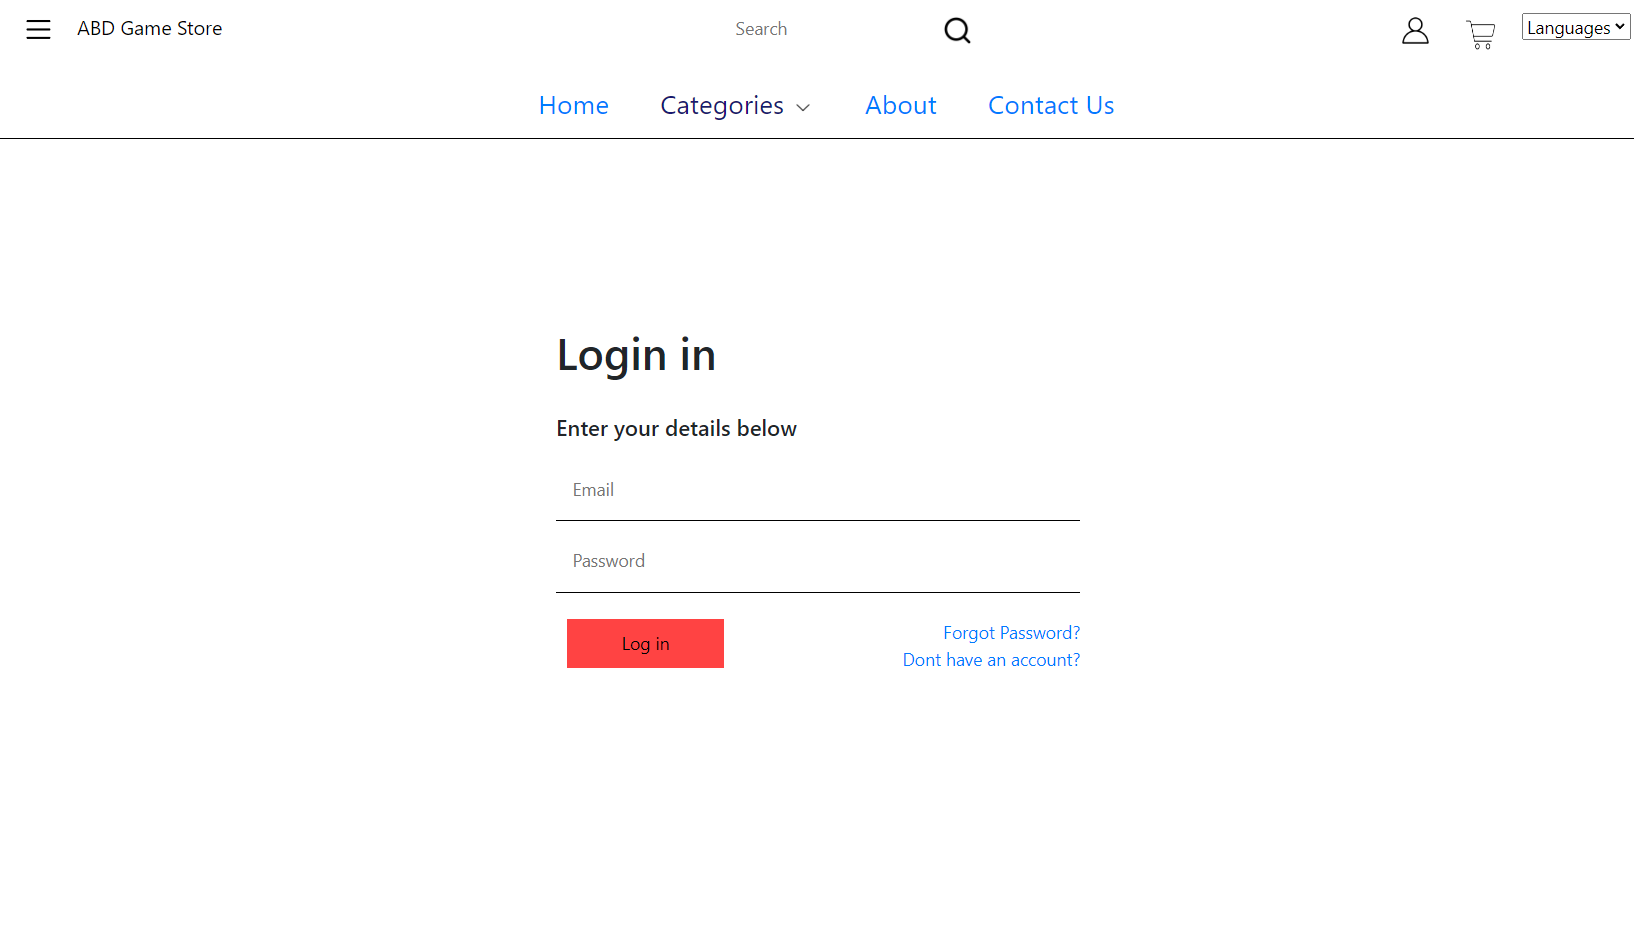 ABD Game Store
Search
Languages
Home
Categories
About
Contact Us
Login in
Enter your details below
Email
Password
Log in
Forgot Password?
Dont have an account?